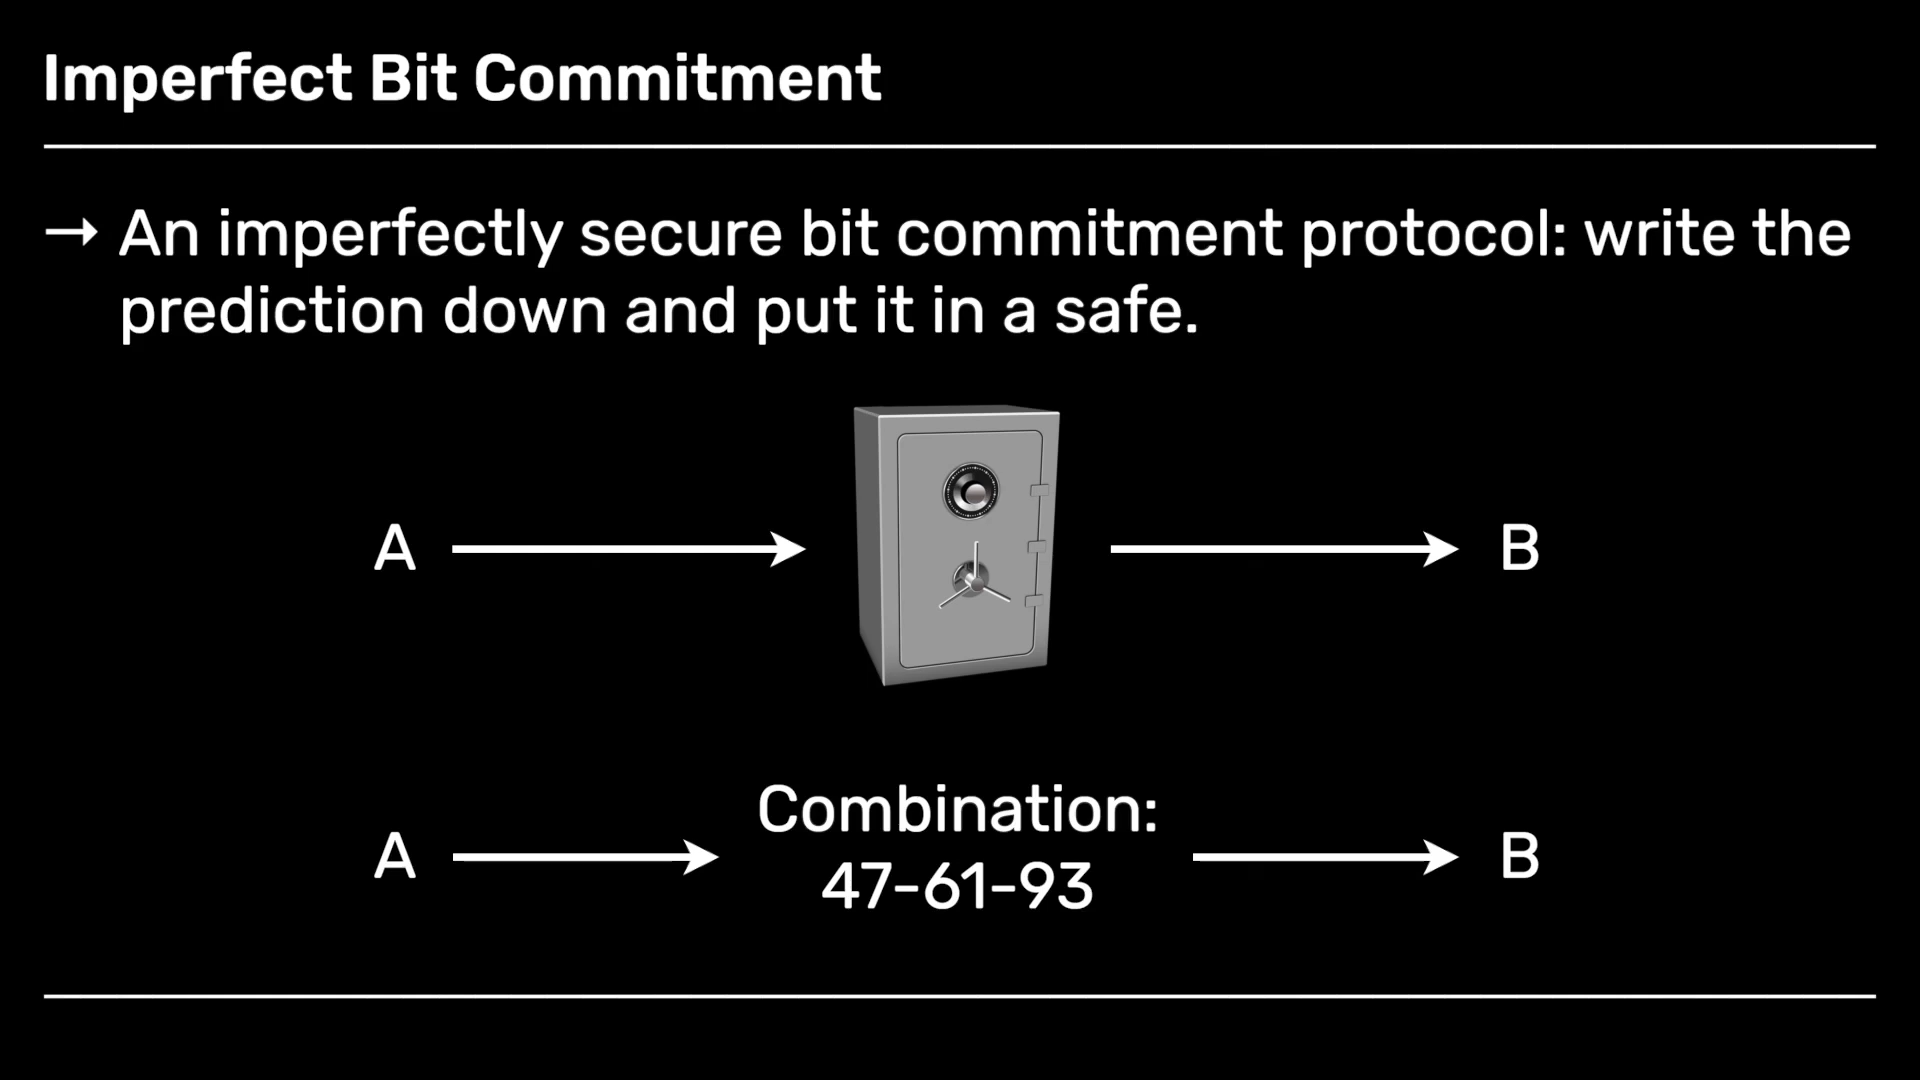 Imperfect Bit Commitment
→ An imperfectly secure bit commitment protocol: write the
prediction down and put it in a safe.
A B
Combination:
A B
47-61-93